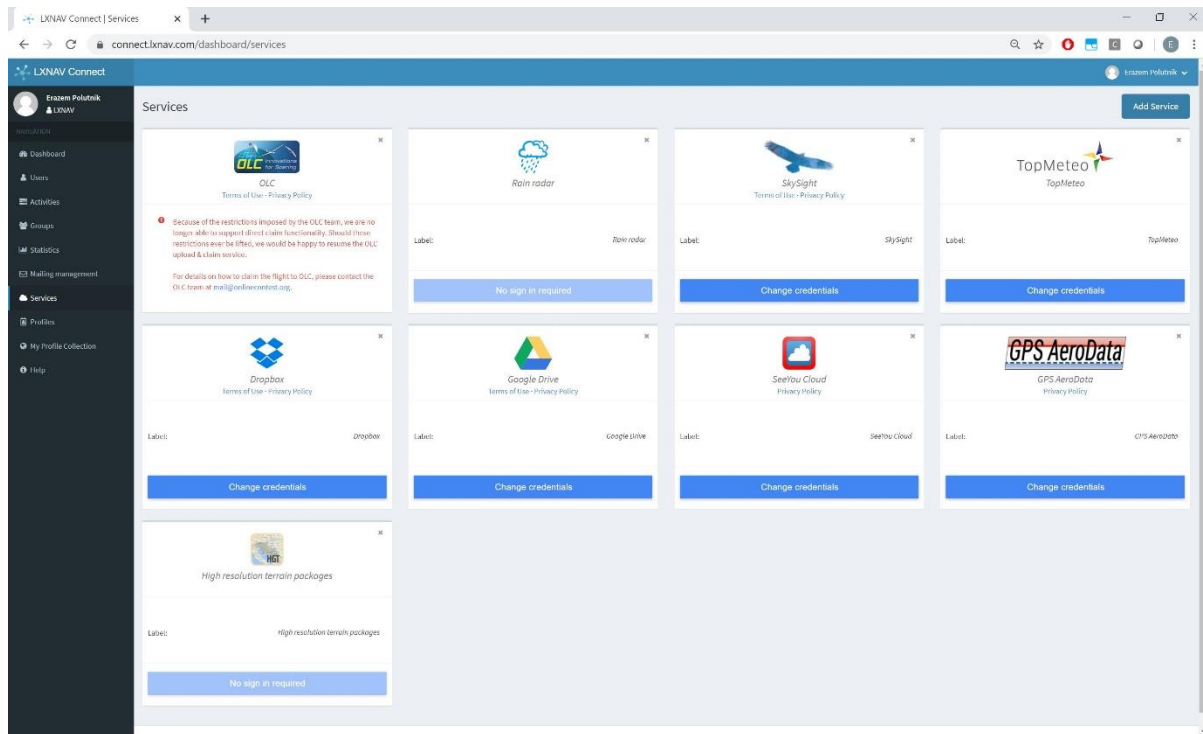 LXNAV Connect | Services
connect.lxnav.com/dashboard/services
E
LXNAV Connect
Erazem Polutnik
Erazem Polutnik
LXNAV
Services
Add Service
NAVIGATION
Dashboard
Users
Activities
Groups
Statistics
Mailing management
Services
Profiles
My Profile Collection
Help
OLC Innovations for Soaring
OLC
Terms of Use - Privacy Policy
Because of the restrictions imposed by the OLC team, we are no
longer able to support direct claim functionality. Should these
restrictions ever be lifted, we would be happy to resume the OLC
upload & claim service.
For details on how to claim the flight to OLC, please contact the
OLC team at mail@onlinecontest.org.
Rain radar
Label: Rain radar
No sign in required
SkySight
Terms of Use - Privacy Policy
Label: SkySight
Change credentials
TopMeteo
TopMeteo
Label: TopMeteo
Change credentials
Dropbox
Terms of Use - Privacy Policy
Label: Dropbox
Change credentials
Google Drive
Terms of Use - Privacy Policy
Label: Google Drive
Change credentials
SeeYou Cloud
Privacy Policy
Label: SeeYou Cloud
Change credentials
GPS AeroData
GPS AeroData
Privacy Policy
Label: GPS AeroData
Change credentials
HGT
High resolution terrain packages
Label: High resolution terrain packages
No sign in required